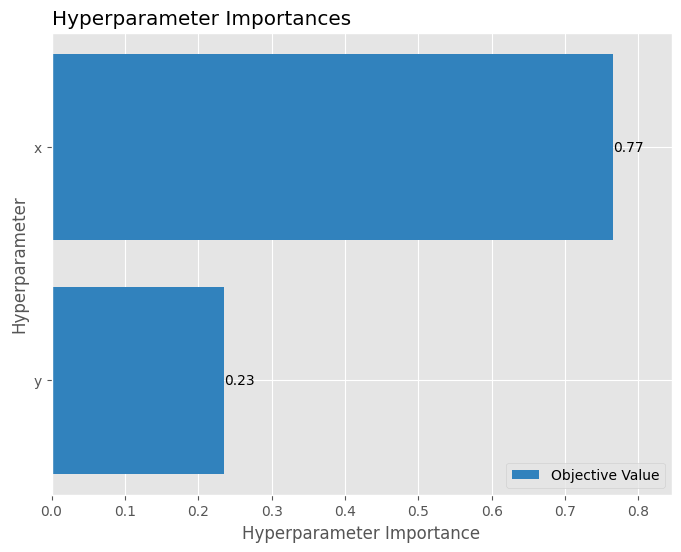 Hyperparameter Importances
Hyperparameter
x
0.77
y
0.23
Objective Value
0.0 0.1 0.2 0.3 0.4 0.5 0.6 0.7 0.8
Hyperparameter Importance